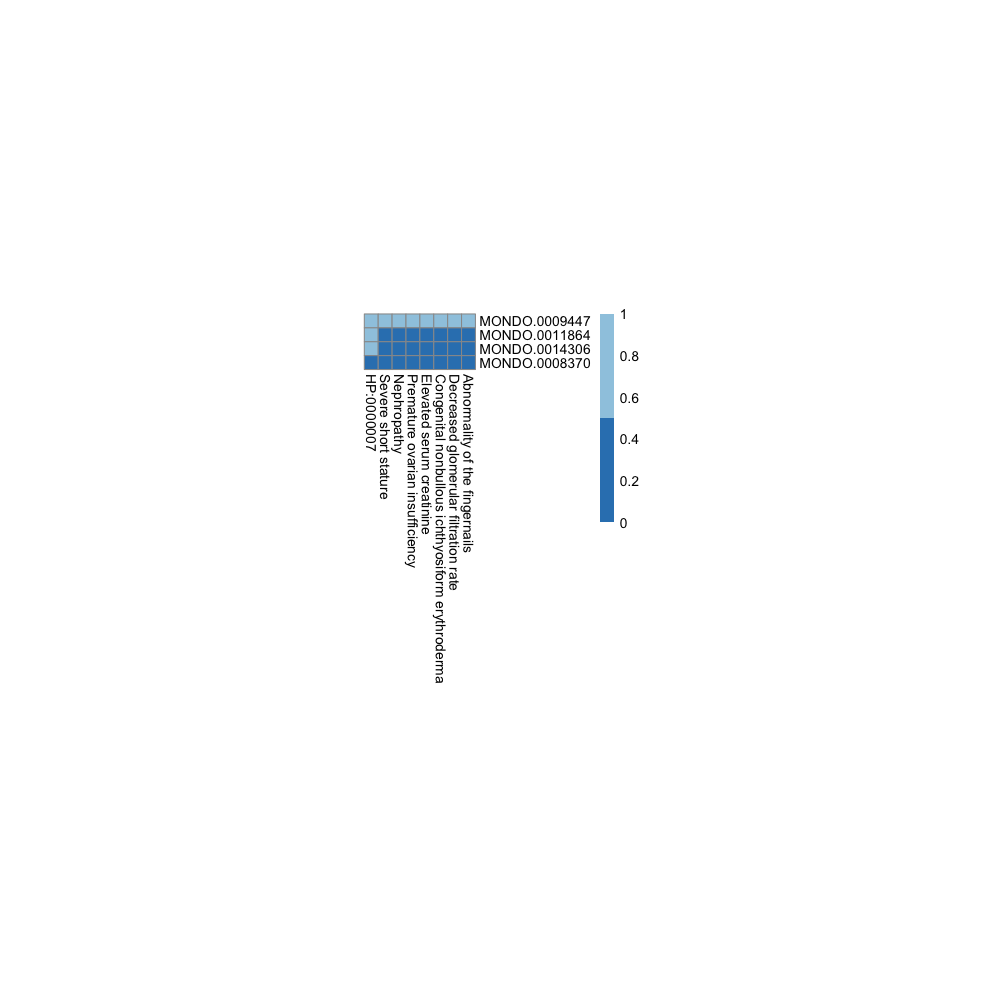 MONDO.0009447
MONDO.0011864
MONDO.0014306
MONDO.0008370
HP:0000007
Severe short stature
Nephropathy
Premature ovarian insufficiency
Elevated serum creatinine
Congenital nonbullous ichthyosiform erythroderma
Decreased glomerular filtration rate
Abnormality of the fingernails
1
0.8
0.6
0.4
0.2
0